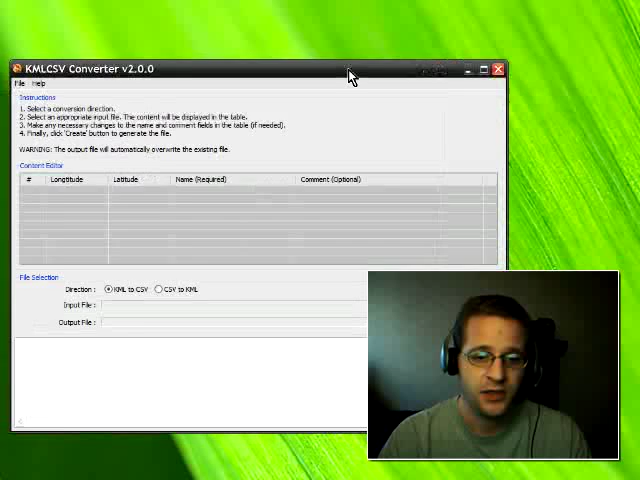 KMLCSV Converter v2.0.0
File Help
Instructions
1. Select a conversion direction.
2. Select an appropriate input file. The content will be displayed in the table.
3. Make any necessary changes to the name and comment fields in the table (if needed).
4. Finally, click 'Create' button to generate the file.
WARNING: The output file will automatically overwrite the existing file.
Content Editor
# Longtitude Latitude Name (Required) Comment (Optional)
File Selection
Direction: KML to CSV CSV to KML
Input File :
Output File :